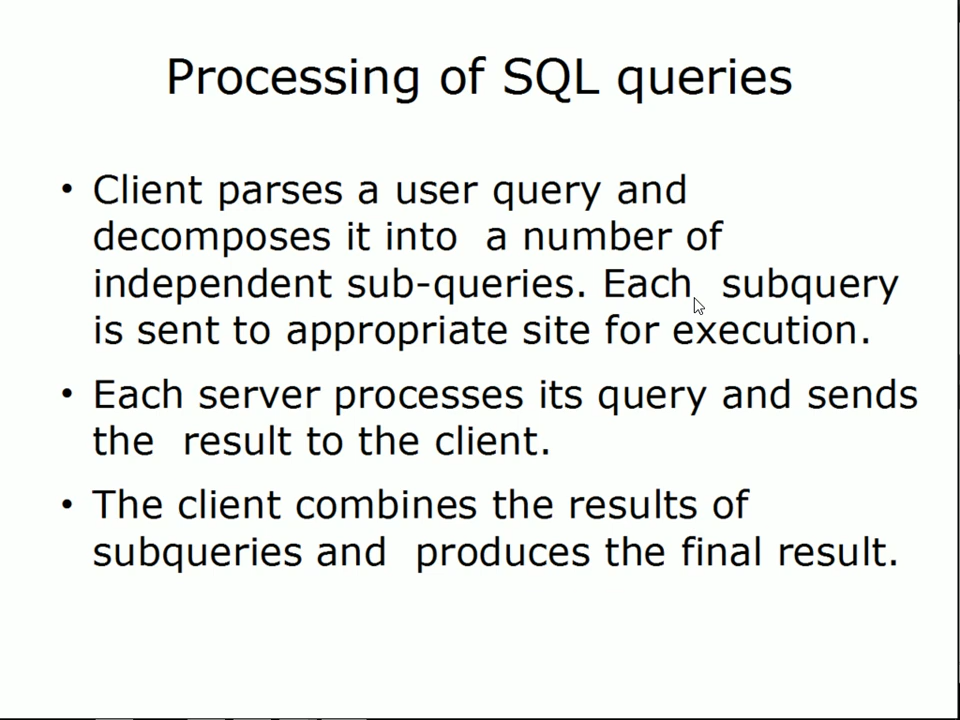 Processing of SQL queries
• Client parses a user query and
decomposes it into  a number of
independent sub-queries. Each  subquery
is sent to appropriate site for execution.
• Each server processes its query and sends
the  result to the client.
• The client combines the results of
subqueries and  produces the final result.